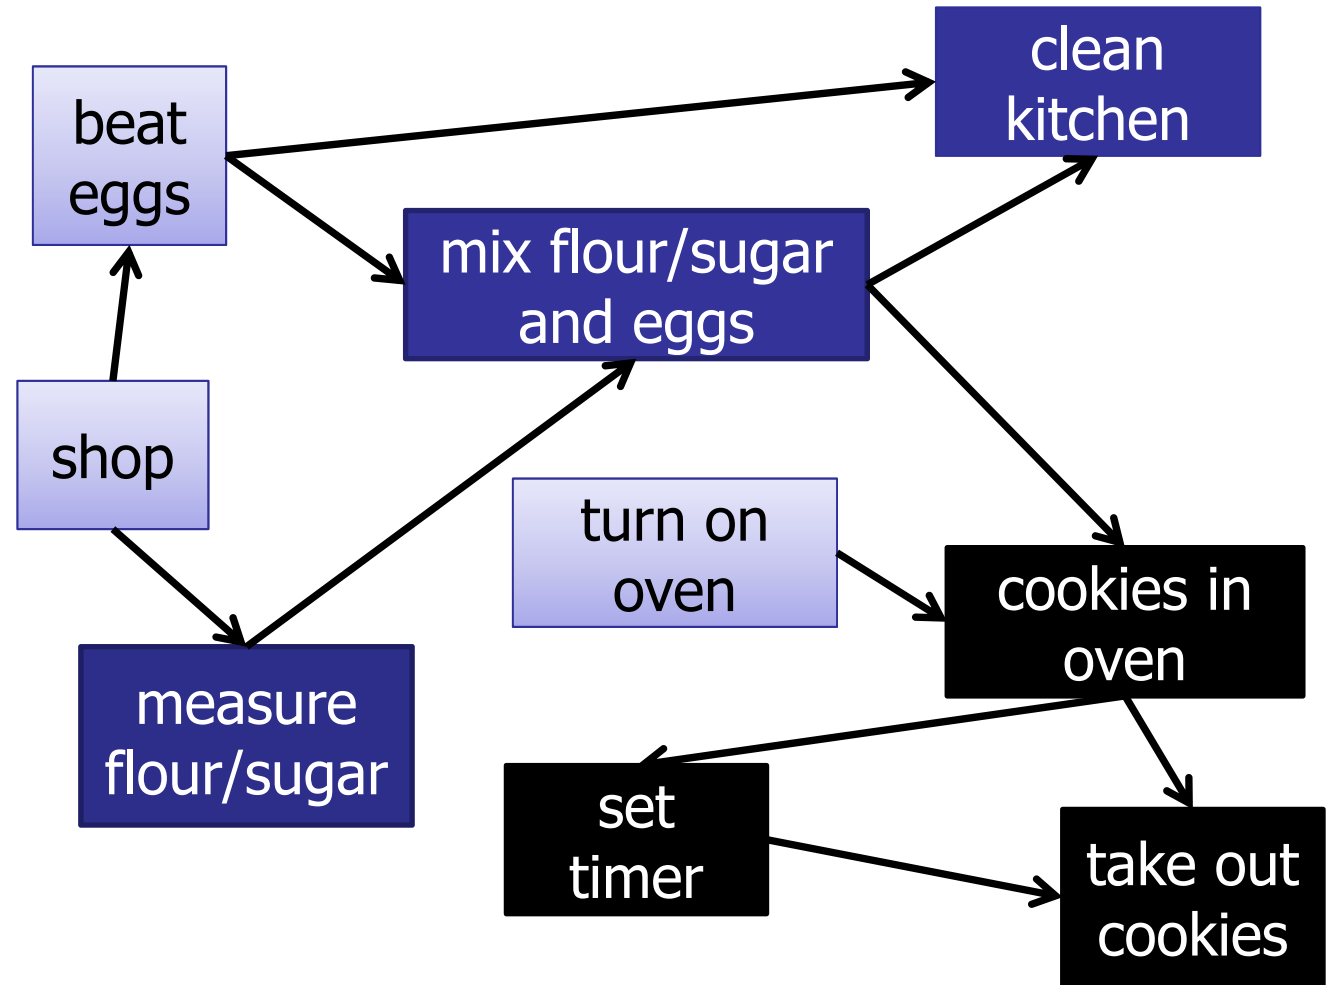 clean
kitchen
beat
eggs
mix flour/sugar
and eggs
shop
turn on
oven
cookies in
oven
measure
flour/sugar
set
timer
take out
cookies